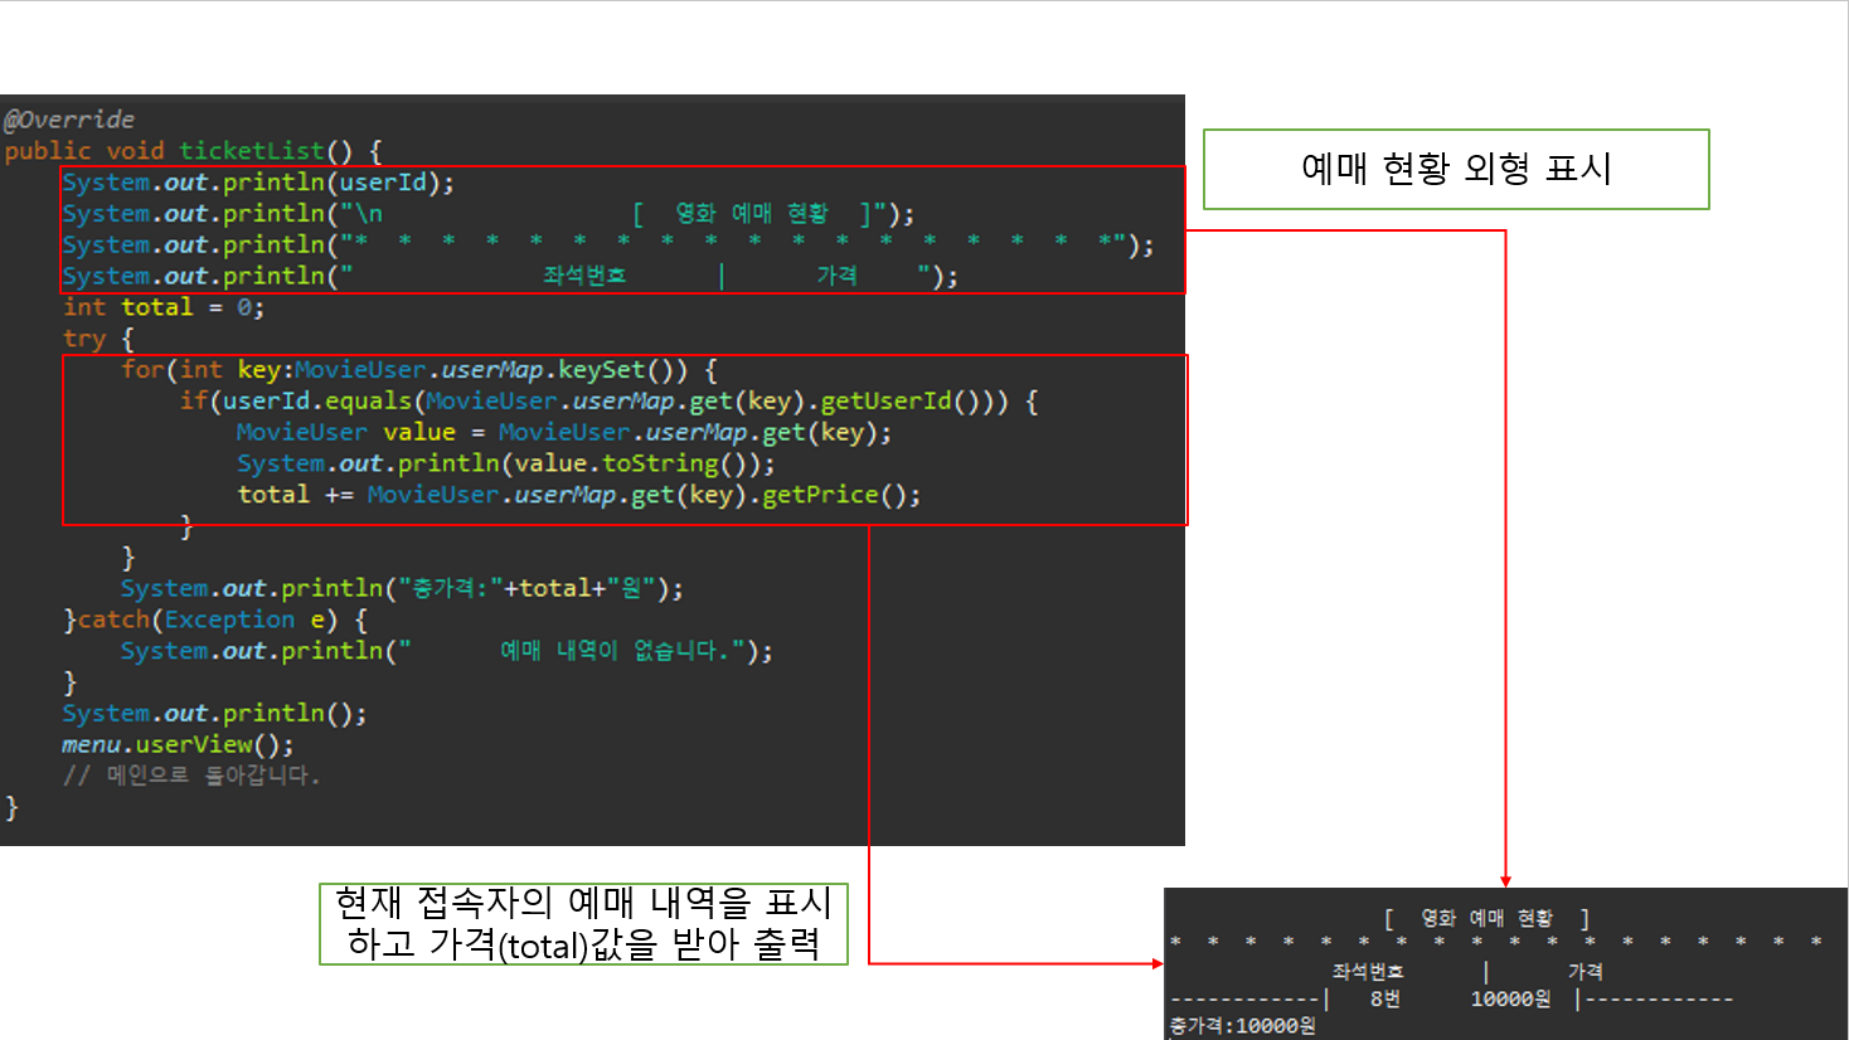 @Override
public void ticketList() {
System.out.println(userId);
System.out.println("\n                 [  영화 예매 현황  ]");
System.out.println("*  *  *  *  *  *  *  *  *  *  *  *  *  *  *  *  *  *");
System.out.println("             좌석번호      |      가격    ");
int total = 0;
try {
for(int key:MovieUser.userMap.keySet()) {
if(userId.equals(MovieUser.userMap.get(key).getUserId())) {
MovieUser value = MovieUser.userMap.get(key);
System.out.println(value.toString());
total += MovieUser.userMap.get(key).getPrice();
}
}
System.out.println("총가격:"+total+"원");
}catch(Exception e) {
System.out.println("      예매 내역이 없습니다.");
}
System.out.println();
menu.userView();
// 메인으로 돌아갑니다.
}
예매 현황 외형 표시
현재 접속자의 예매 내역을 표시
하고 가격(total)값을 받아 출력
[  영화 예매 현황  ]
*  *  *  *  *  *  *  *  *  *  *  *  *  *  *  *  *  *
좌석번호      |      가격
------------|   8번     10000원  |------------
총가격:10000원